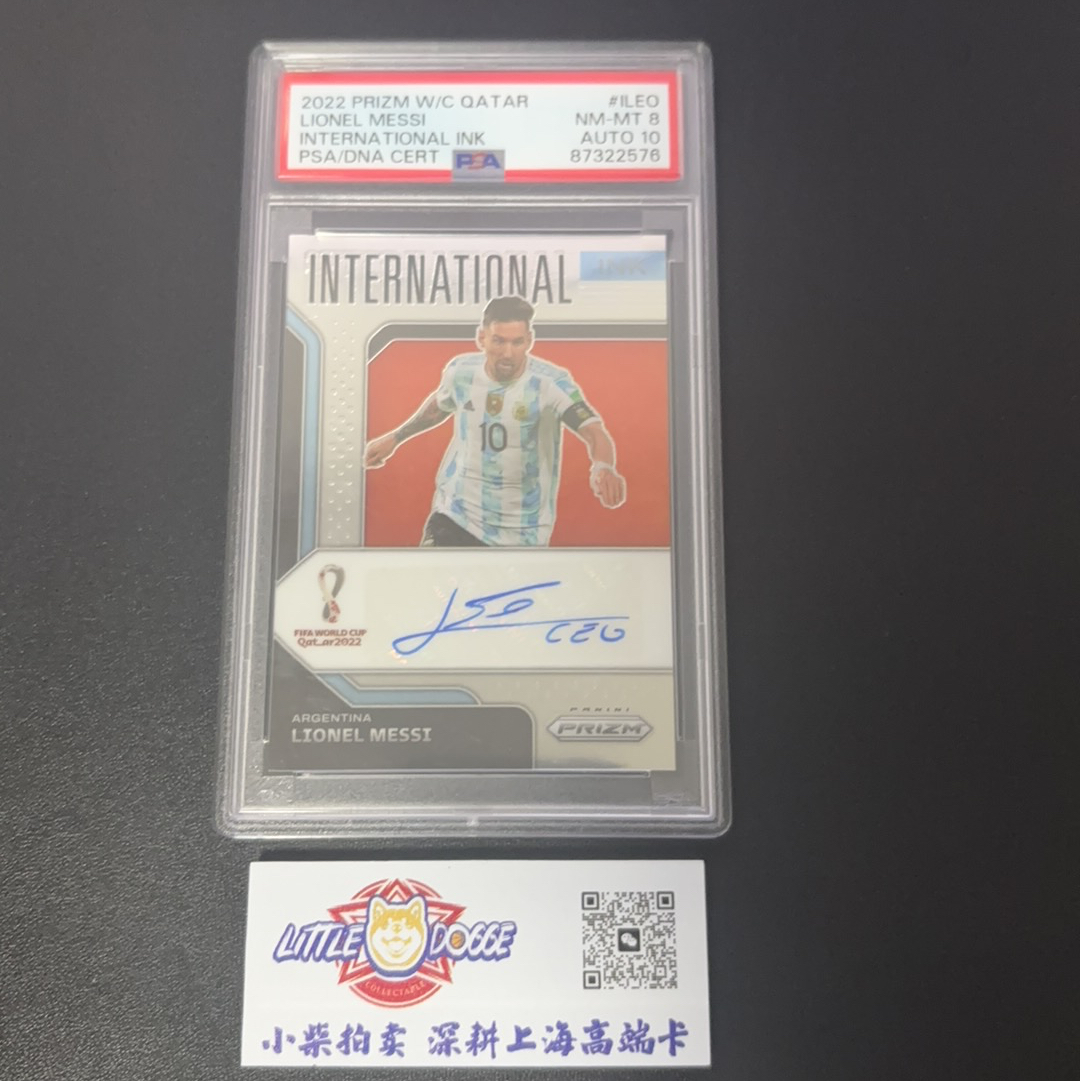 2022 PRIZM W/C QATAR #ILEO
LIONEL MESSI NM-MT 8
INTERNATIONAL INK AUTO 10
PSA/DNA CERT PSA 87322576
INTERNATIONAL
10
FIFA WORLD CUP
Qatar2022
CEO
ARGENTINA
LIONEL MESSI
PANINI
PRIZM
LITTLE DOGGE
COLLECTABLE
小柴拍卖 深耕上海高端卡